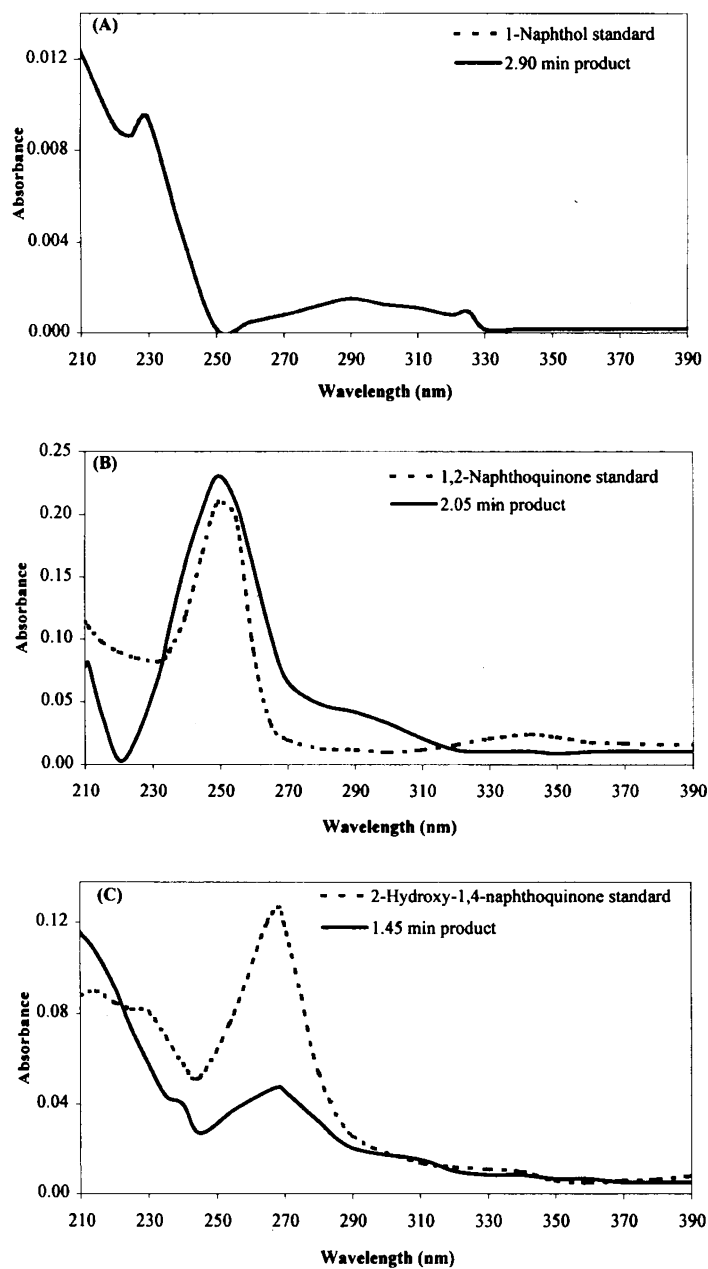 (A)
1-Naphthol standard
2.90 min product
0.012
0.008
0.004
0.000
Absorbance
210 230 250 270 290 310 330 350 370 390
Wavelength (nm)
(B)
1,2-Naphthoquinone standard
2.05 min product
0.25
0.20
0.15
0.10
0.05
0.00
Absorbance
210 230 250 270 290 310 330 350 370 390
Wavelength (nm)
(C)
2-Hydroxy-1,4-naphthoquinone standard
1.45 min product
0.12
0.08
0.04
0.00
Absorbance
210 230 250 270 290 310 330 350 370 390
Wavelength (nm)